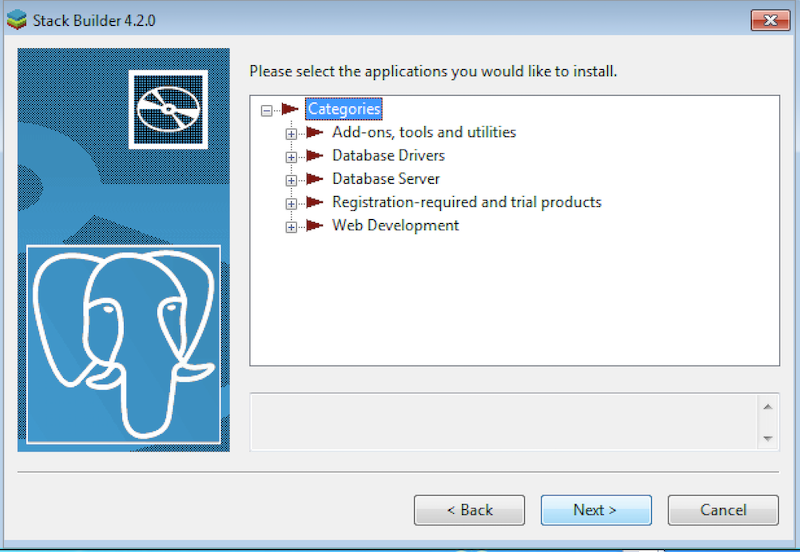 Stack Builder 4.2.0
Please select the applications you would like to install.
Categories
Add-ons, tools and utilities
Database Drivers
Database Server
Registration-required and trial products
Web Development
< Back
Next >
Cancel